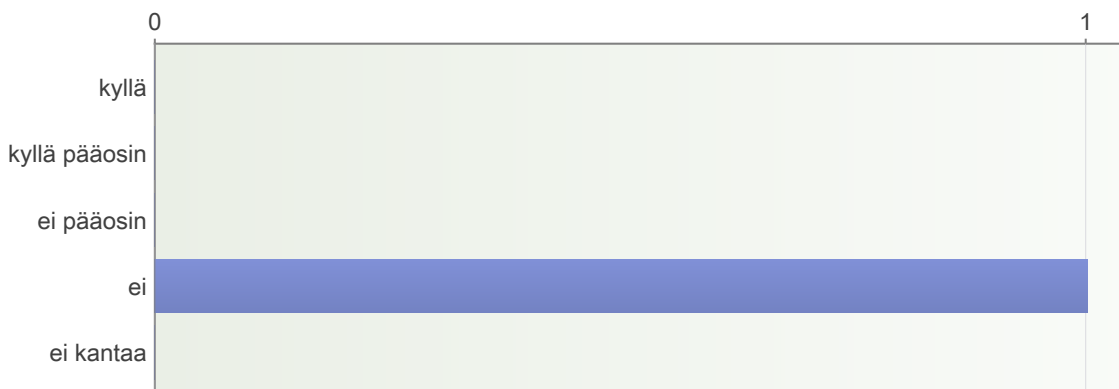 0 1
kyllä
kyllä pääosin
ei pääosin
ei
ei kantaa